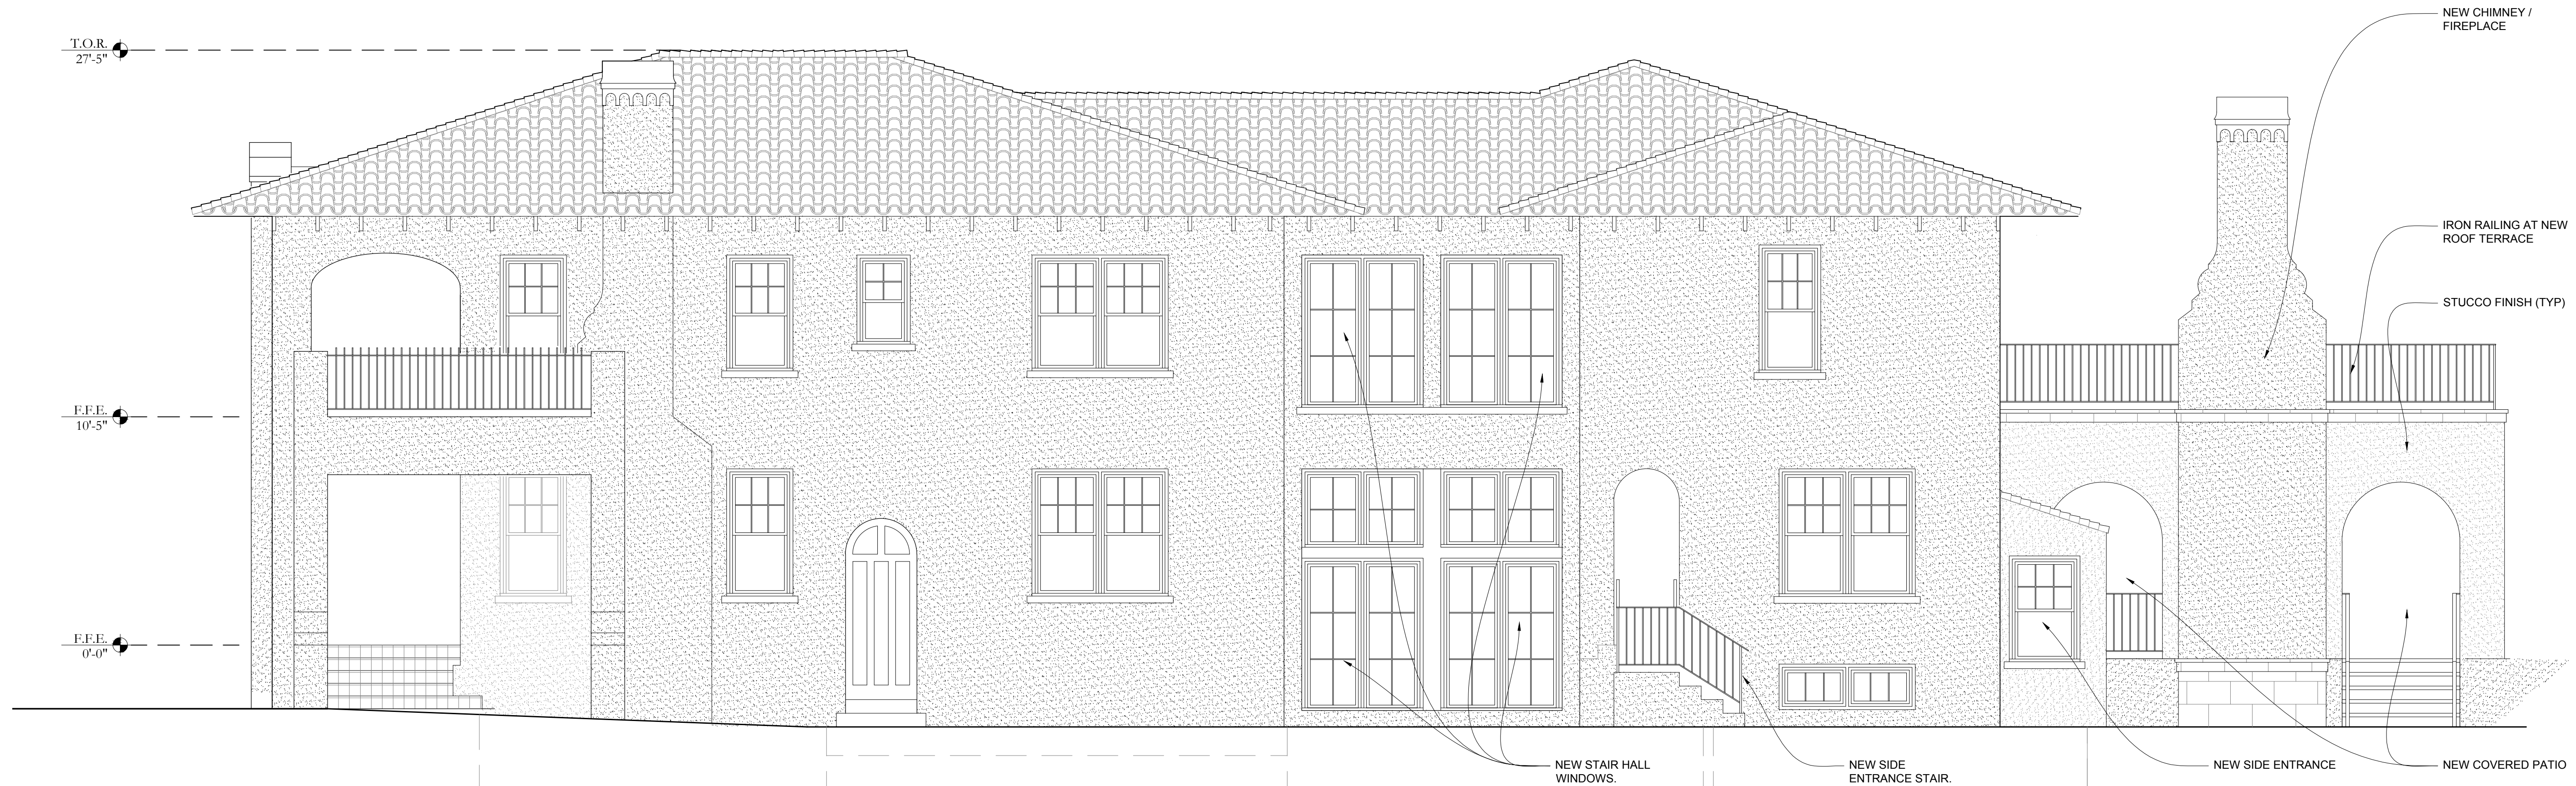 NEW CHIMNEY /
FIREPLACE
T.O.R.
27'-5"
IRON RAILING AT NEW
ROOF TERRACE
STUCCO FINISH (TYP)
F.F.E.
10'-5"
F.F.E.
0'-0"
NEW STAIR HALL
WINDOWS.
NEW SIDE
ENTRANCE STAIR.
NEW SIDE ENTRANCE
NEW COVERED PATIO